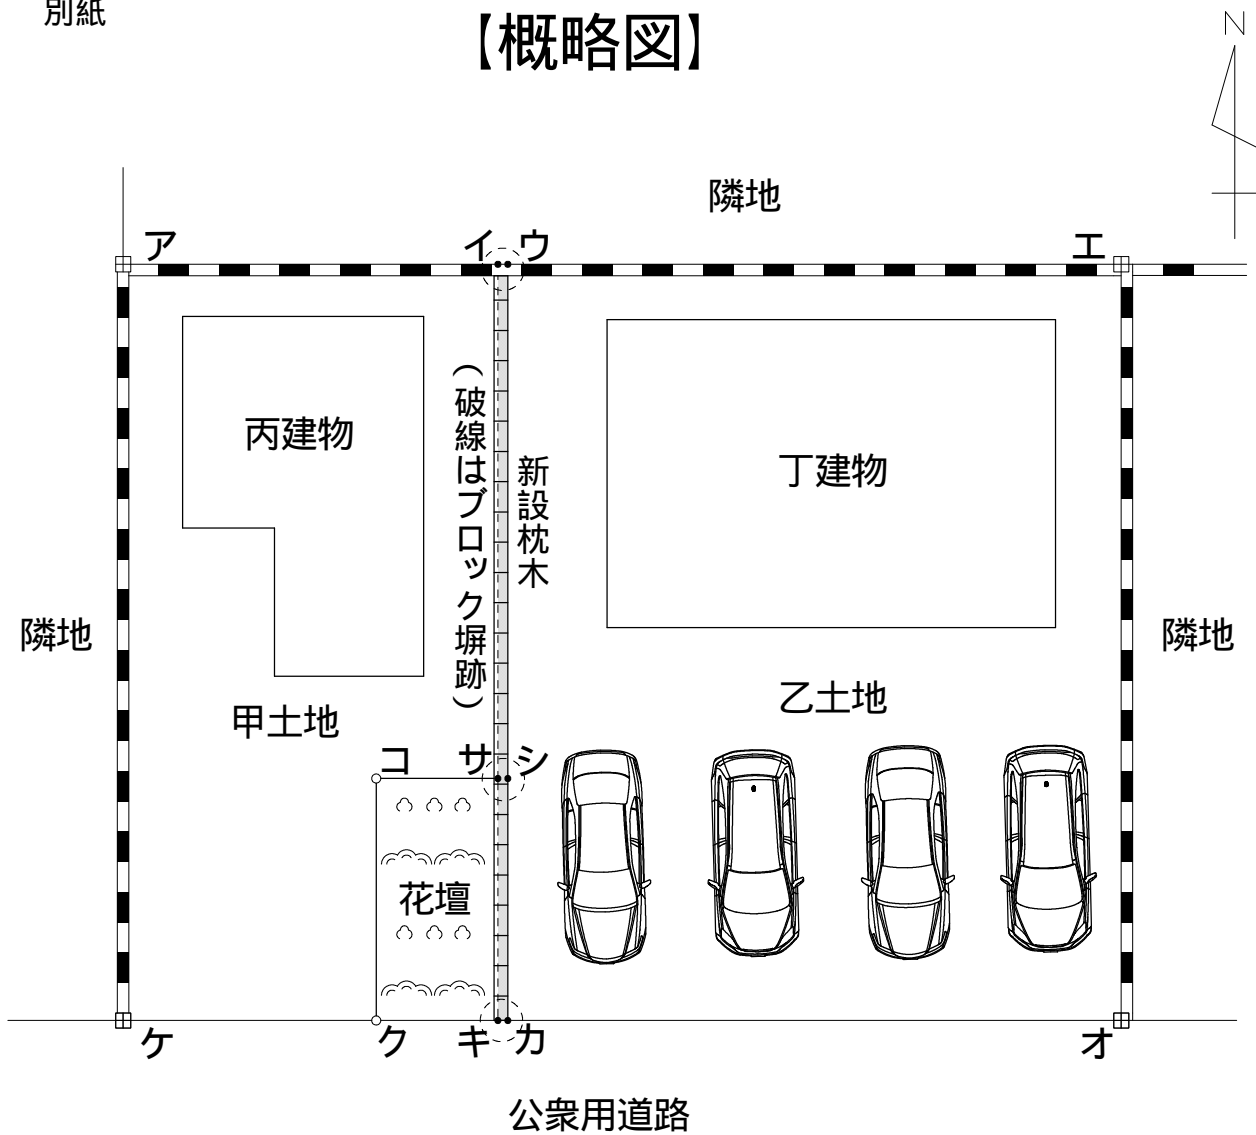 別紙
【概略図】
N
隣地
ア
イ
ウ
エ
丙建物
(破線はブロック塀跡)
新設枕木
丁建物
隣地
隣地
甲土地
乙土地
コ
サ
シ
花壇
ケ
ク
キ
カ
オ
公衆用道路